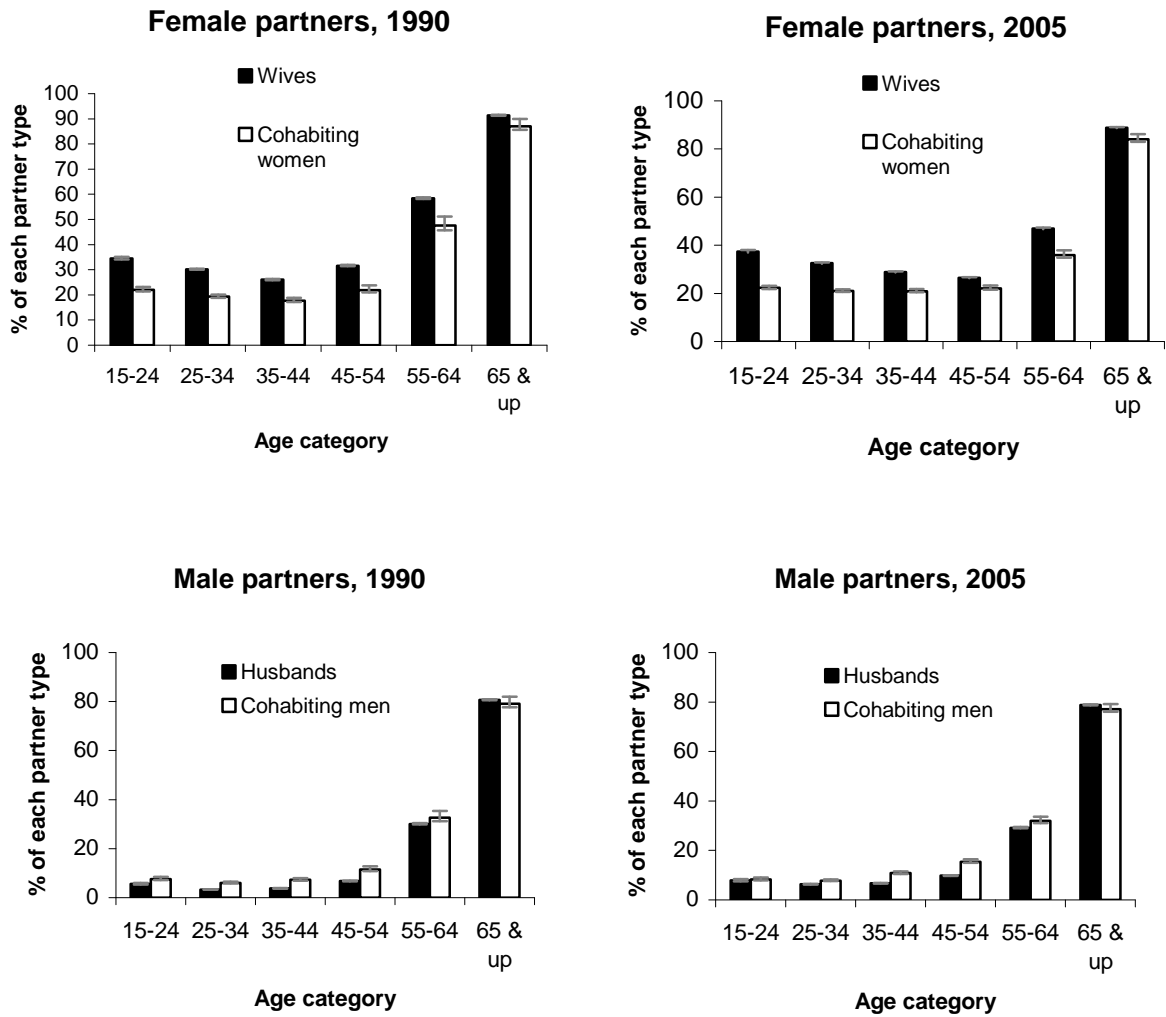 Female partners, 1990
Wives
Cohabiting
women
% of each partner type
100
90
80
70
60
50
40
30
20
10
0
15-24 25-34 35-44 45-54 55-64 65 &
up
Age category
Female partners, 2005
Wives
Cohabiting
women
% of each partner type
100
80
60
40
20
0
15-24 25-34 35-44 45-54 55-64 65 &
up
Age category
Male partners, 1990
Husbands
Cohabiting men
% of each partner type
100
80
60
40
20
0
15-24 25-34 35-44 45-54 55-64 65 &
up
Age category
Male partners, 2005
Husbands
Cohabiting men
% of each partner type
100
80
60
40
20
0
15-24 25-34 35-44 45-54 55-64 65 &
up
Age category